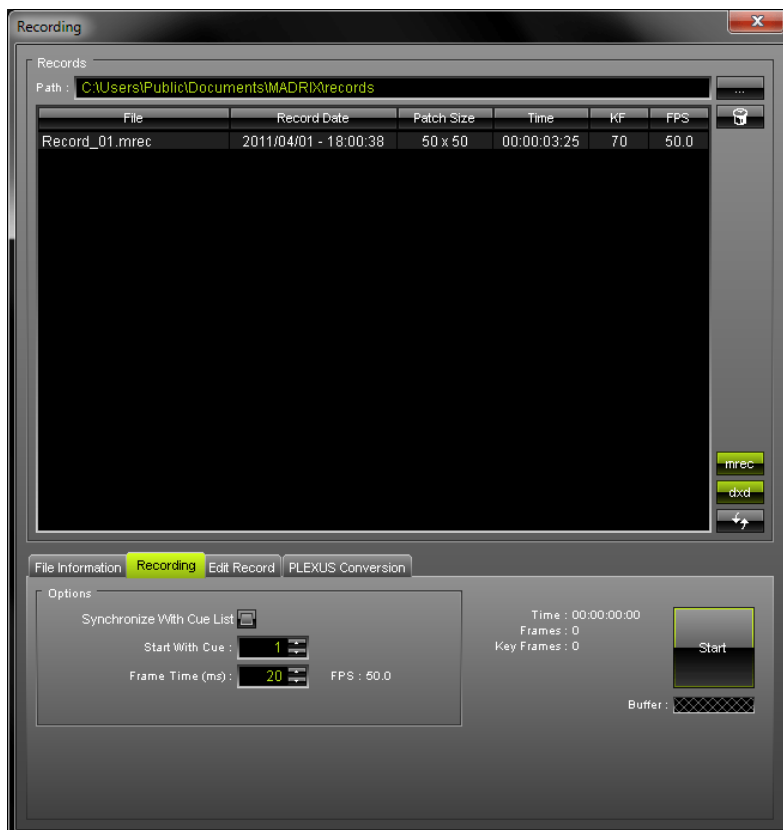 Recording
Records
Path : C:\Users\Public\Documents\MADRIX\records ...
File Record Date Patch Size Time KF FPS
Record_01.mrec 2011/04/01 - 18:00:38 50 x 50 00:00:03:25 70 50.0
mrec
dxd
File Information Recording Edit Record PLEXUS Conversion
Options
Synchronize With Cue List
Start With Cue : 1
Frame Time (ms) : 20 FPS : 50.0
Time : 00:00:00:00
Frames : 0
Key Frames : 0
Start
Buffer :